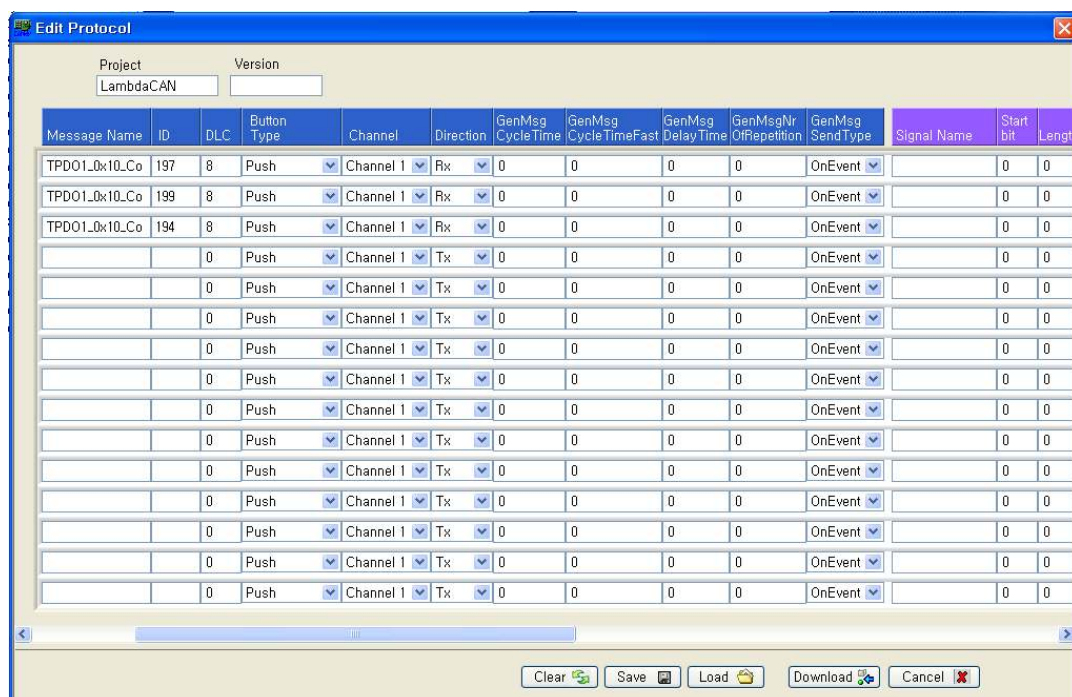 Edit Protocol
Project Version
LambdaCAN
Message Name ID DLC Button Type Channel Direction GenMsg CycleTime GenMsg CycleTimeFast GenMsg DelayTime GenMsgNr OfRepetition GenMsg SendType Signal Name Start bit Lengt
TPDO1_0x10_Co 197 8 Push Channel 1 Rx 0 0 0 0 OnEvent 0 0
TPDO1_0x10_Co 199 8 Push Channel 1 Rx 0 0 0 0 OnEvent 0 0
TPDO1_0x10_Co 194 8 Push Channel 1 Rx 0 0 0 0 OnEvent 0 0
0 Push Channel 1 Tx 0 0 0 0 OnEvent 0 0
0 Push Channel 1 Tx 0 0 0 0 OnEvent 0 0
0 Push Channel 1 Tx 0 0 0 0 OnEvent 0 0
0 Push Channel 1 Tx 0 0 0 0 OnEvent 0 0
0 Push Channel 1 Tx 0 0 0 0 OnEvent 0 0
0 Push Channel 1 Tx 0 0 0 0 OnEvent 0 0
0 Push Channel 1 Tx 0 0 0 0 OnEvent 0 0
0 Push Channel 1 Tx 0 0 0 0 OnEvent 0 0
0 Push Channel 1 Tx 0 0 0 0 OnEvent 0 0
0 Push Channel 1 Tx 0 0 0 0 OnEvent 0 0
0 Push Channel 1 Tx 0 0 0 0 OnEvent 0 0
0 Push Channel 1 Tx 0 0 0 0 OnEvent 0 0
Clear Save Load Download Cancel